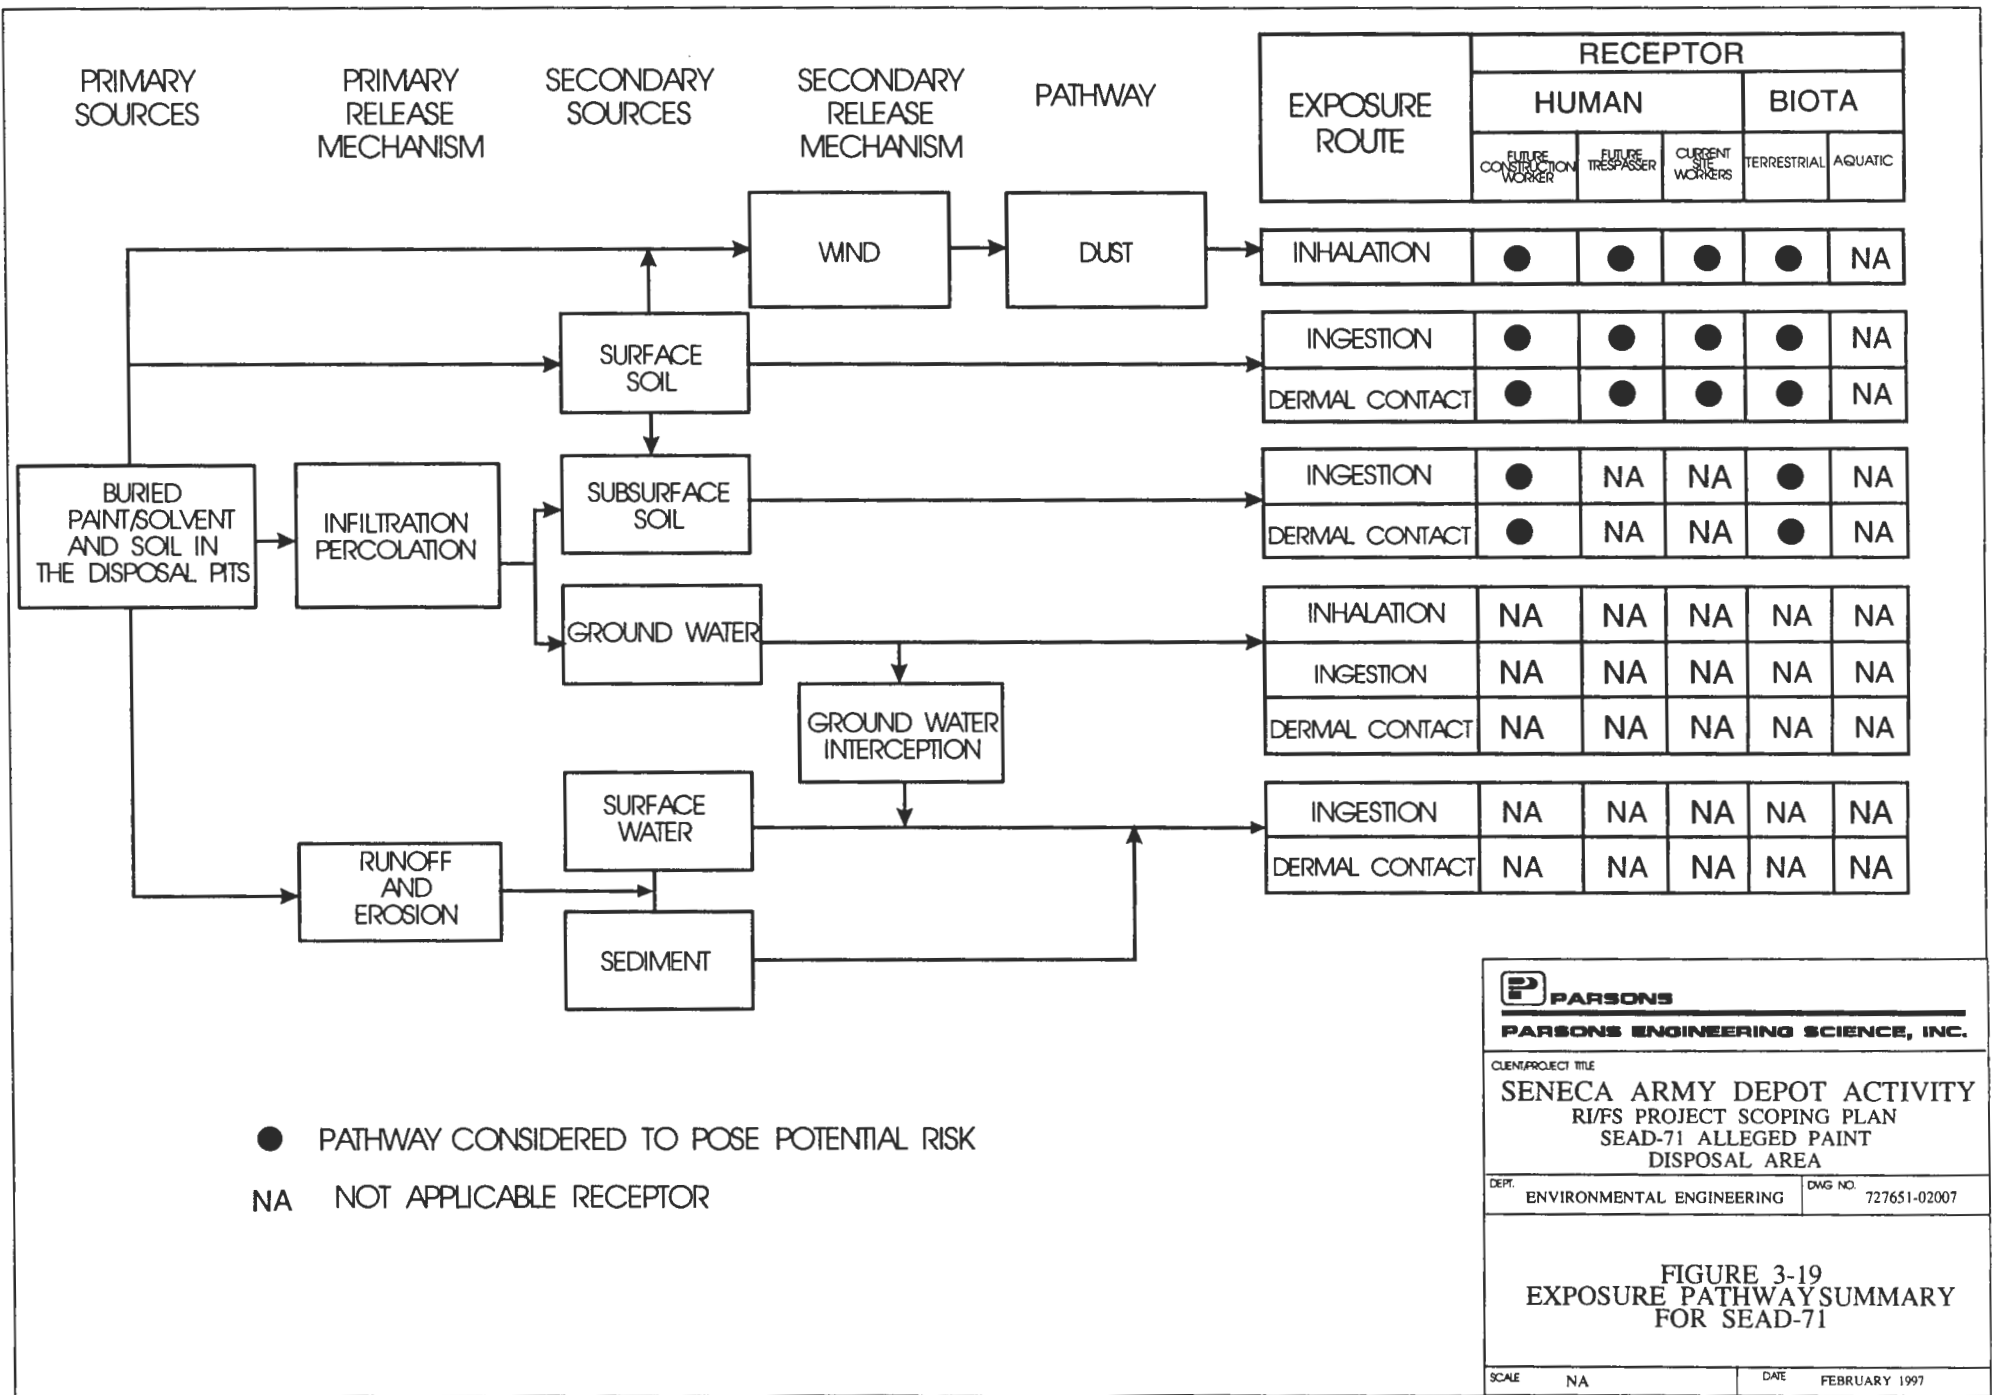 PRIMARY
SOURCES
PRIMARY
RELEASE
MECHANISM
SECONDARY
SOURCES
SECONDARY
RELEASE
MECHANISM
PATHWAY
EXPOSURE
ROUTE
RECEPTOR
HUMAN
BIOTA
FUTURE
CONSTRUCTION
WORKER
FUTURE
TRESPASSER
CURRENT
SITE
WORKERS
TERRESTRIAL
AQUATIC
WIND
DUST
INHALATION
NA
SURFACE
SOIL
INGESTION
NA
DERMAL CONTACT
NA
BURIED
PAINT/SOLVENT
AND SOIL IN
THE DISPOSAL PITS
INFILTRATION
PERCOLATION
SUBSURFACE
SOIL
INGESTION
NA NA NA
DERMAL CONTACT
NA NA NA
GROUND WATER
INHALATION
NA NA NA NA NA
INGESTION
NA NA NA NA NA
DERMAL CONTACT
NA NA NA NA NA
GROUND WATER
INTERCEPTION
SURFACE
WATER
INGESTION
NA NA NA NA NA
DERMAL CONTACT
NA NA NA NA NA
RUNOFF
AND
EROSION
SEDIMENT
PATHWAY CONSIDERED TO POSE POTENTIAL RISK
NA NOT APPLICABLE RECEPTOR
P PARSONS
PARSONS ENGINEERING SCIENCE, INC.
CLIENT/PROJECT TITLE
SENECA ARMY DEPOT ACTIVITY
RI/FS PROJECT SCOPING PLAN
SEAD-71 ALLEGED PAINT
DISPOSAL AREA
DEPT.
ENVIRONMENTAL ENGINEERING
DWG NO.
727651-02007
FIGURE 3-19
EXPOSURE PATHWAY SUMMARY
FOR SEAD-71
SCALE NA
DATE FEBRUARY 1997